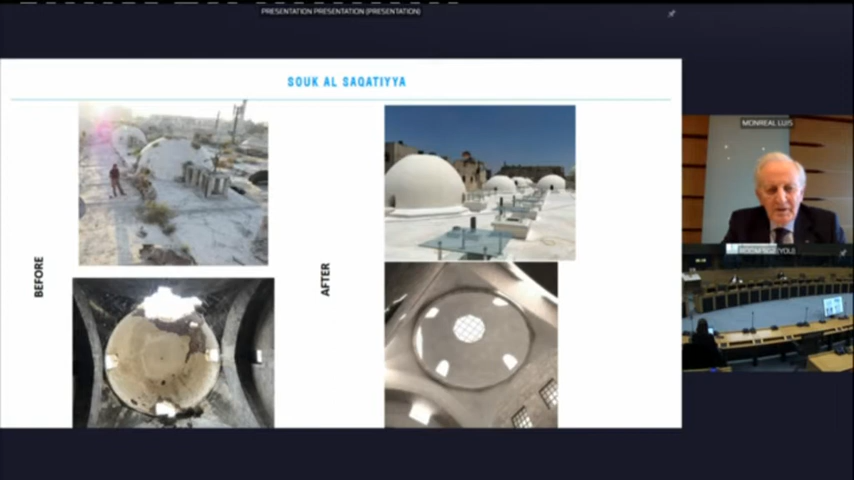 PRESENTATION PRESENTATION (PRESENTATION)
SOUK AL SAQATIYYA
MONREAL LUIS
BEFORE
AFTER